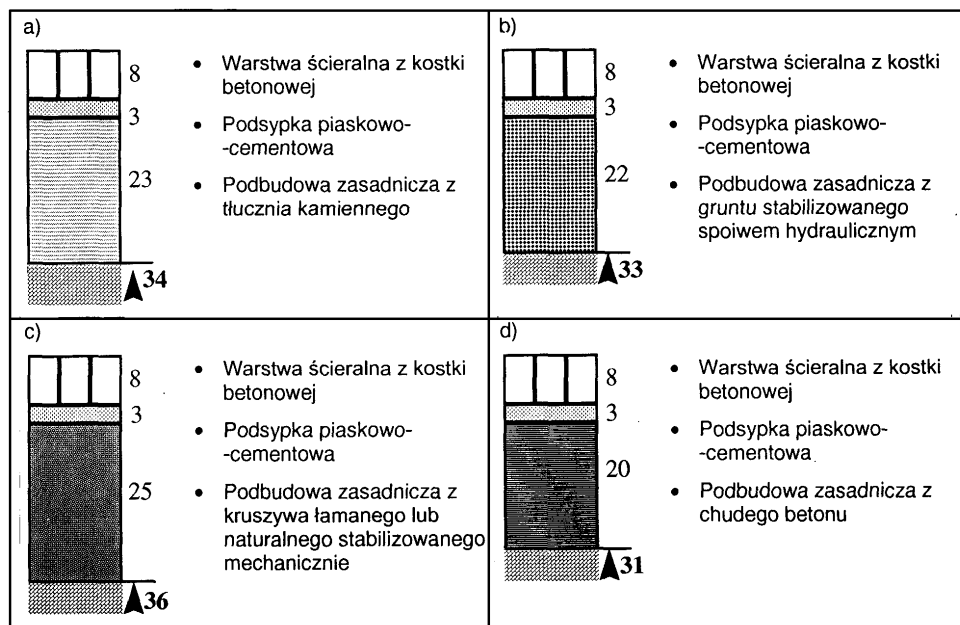 a)
8
3
23
34
• Warstwa ścieralna z kostki
betonowej
• Podsypka piaskowo-
-cementowa
• Podbudowa zasadnicza z
tłucznia kamiennego
b)
8
3
22
33
• Warstwa ścieralna z kostki
betonowej
• Podsypka piaskowo-
-cementowa
• Podbudowa zasadnicza z
gruntu stabilizowanego
spoiwem hydraulicznym
c)
8
3
25
36
• Warstwa ścieralna z kostki
betonowej
• Podsypka piaskowo-
-cementowa
• Podbudowa zasadnicza z
kruszywa łamanego lub
naturalnego stabilizowanego
mechanicznie
d)
8
3
20
31
• Warstwa ścieralna z kostki
betonowej
• Podsypka piaskowo-
-cementowa
• Podbudowa zasadnicza z
chudego betonu